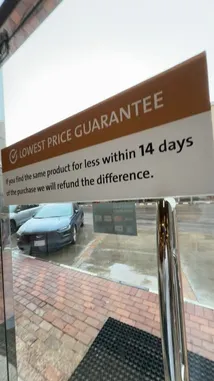 LOWEST PRICE GUARANTEE
If you find the same product for less within 14 days
of the purchase we will refund the difference.